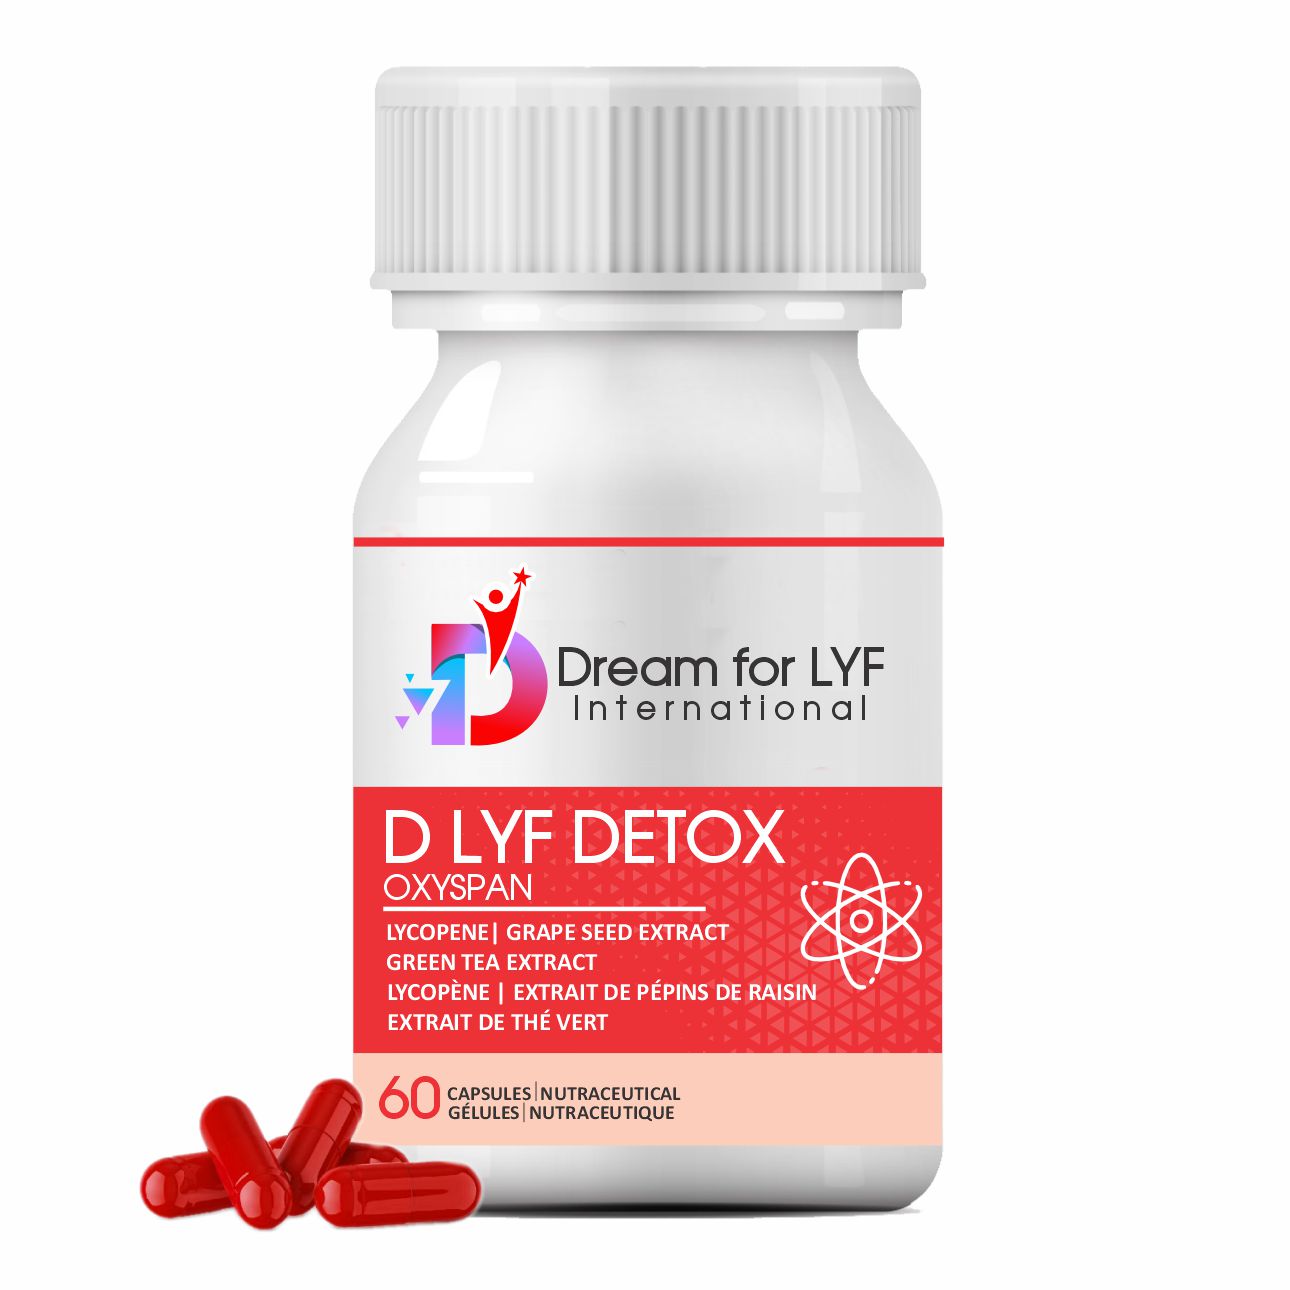 Dream for LYF
International
D LYF DETOX
OXYSPAN
LYCOPENE| GRAPE SEED EXTRACT
GREEN TEA EXTRACT
LYCOPÈNE | EXTRAIT DE PÉPINS DE RAISIN
EXTRAIT DE THÉ VERT
60 CAPSULES|NUTRACEUTICAL
GÉLULES|NUTRACEUTIQUE